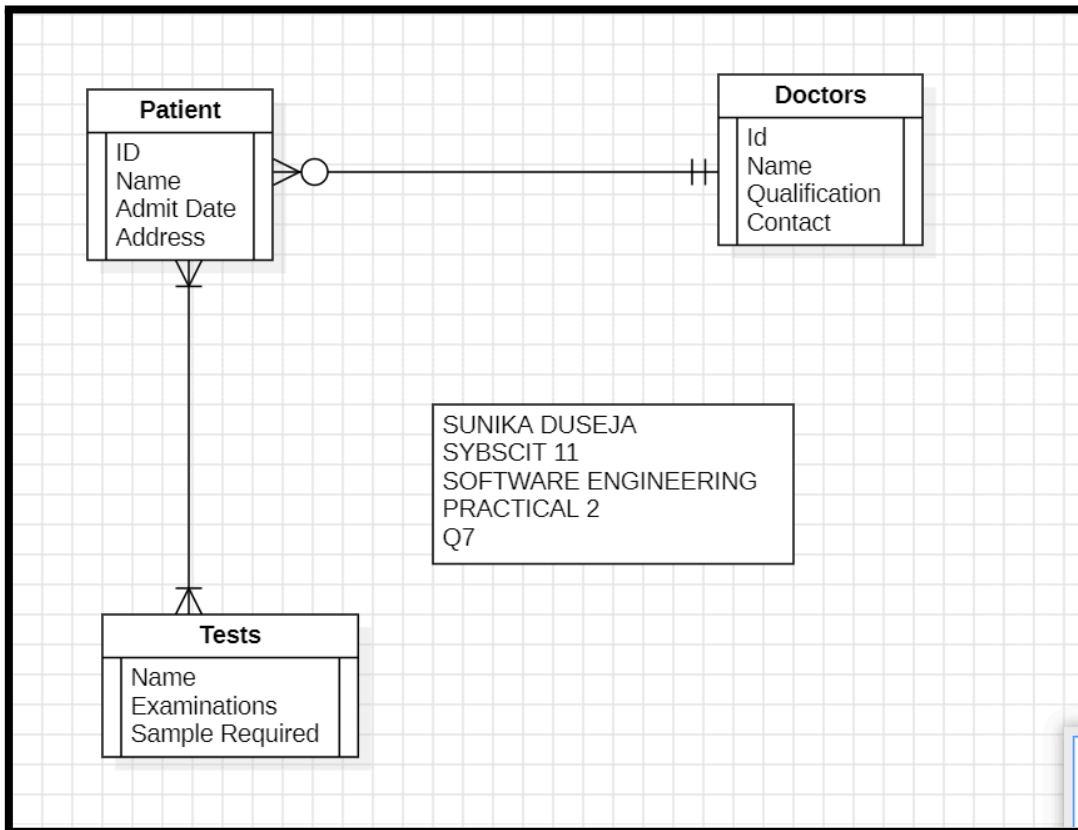 Patient
ID
Name
Admit Date
Address
Doctors
Id
Name
Qualification
Contact
SUNIKA DUSEJA
SYBSCIT 11
SOFTWARE ENGINEERING
PRACTICAL 2
Q7
Tests
Name
Examinations
Sample Required